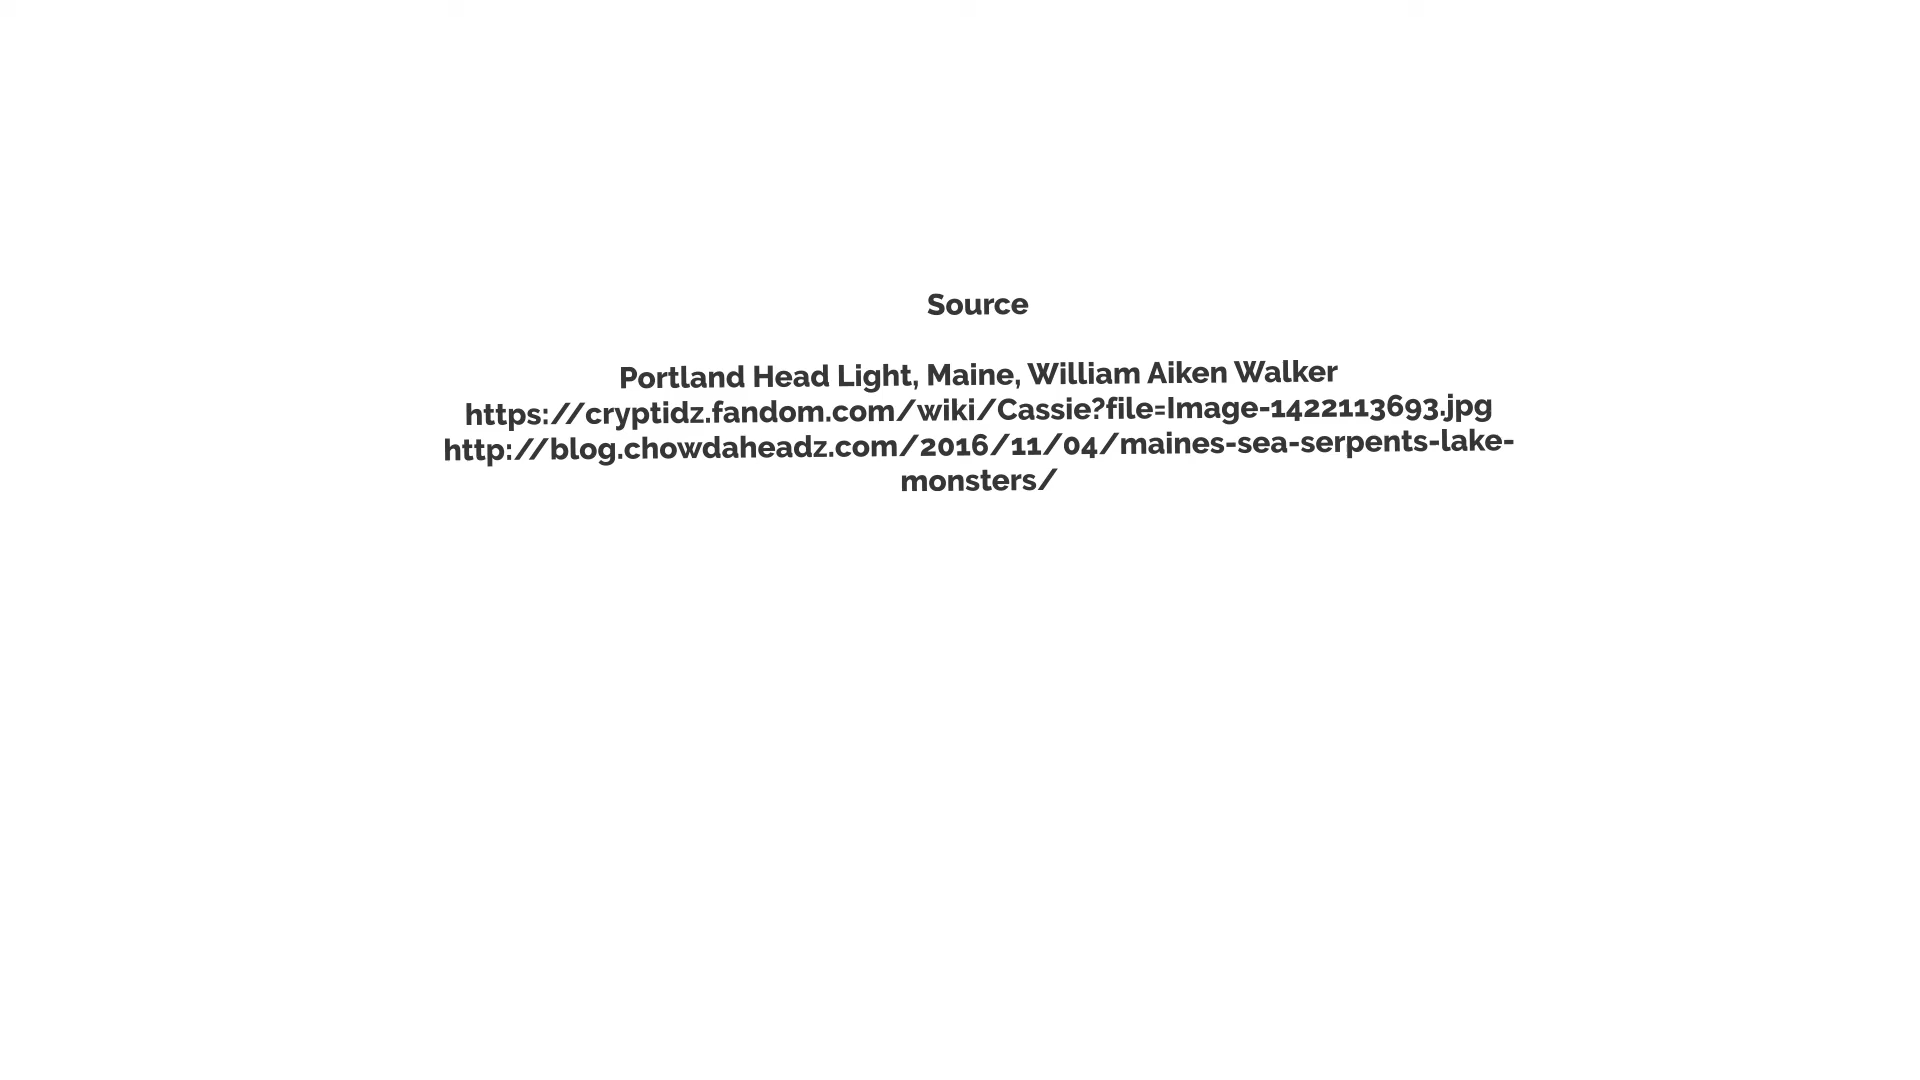 Source
Portland Head Light, Maine, William Aiken Walker
https://cryptidz.fandom.com/wiki/Cassie?file=Image-1422113693.jpg
http://blog.chowdaheadz.com/2016/11/04/maines-sea-serpents-lake-
monsters/